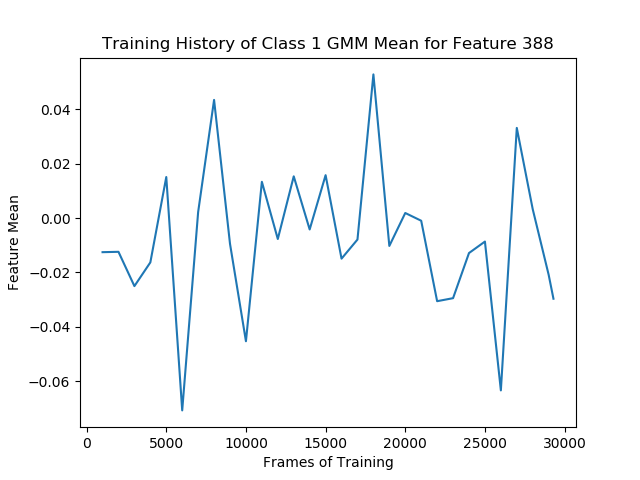 Training History of Class 1 GMM Mean for Feature 388
0.04
0.02
0.00
−0.02
−0.04
−0.06
Feature Mean
0 5000 10000 15000 20000 25000 30000
Frames of Training